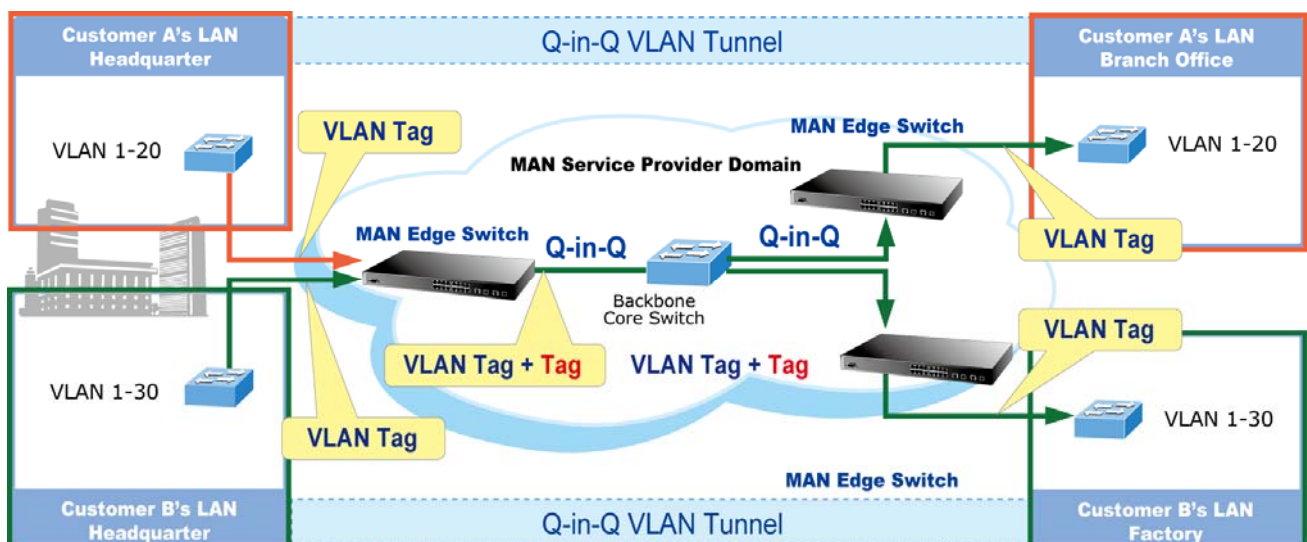 Customer A's LAN
Headquarter
Q-in-Q VLAN Tunnel
Customer A's LAN
Branch Office
VLAN 1-20
VLAN Tag
MAN Edge Switch
MAN Service Provider Domain
VLAN 1-20
VLAN Tag
MAN Edge Switch
Q-in-Q
Q-in-Q
Backbone
Core Switch
VLAN Tag
VLAN Tag + Tag
VLAN Tag + Tag
VLAN 1-30
VLAN Tag
VLAN 1-30
MAN Edge Switch
Customer B's LAN
Headquarter
Q-in-Q VLAN Tunnel
Customer B's LAN
Factory